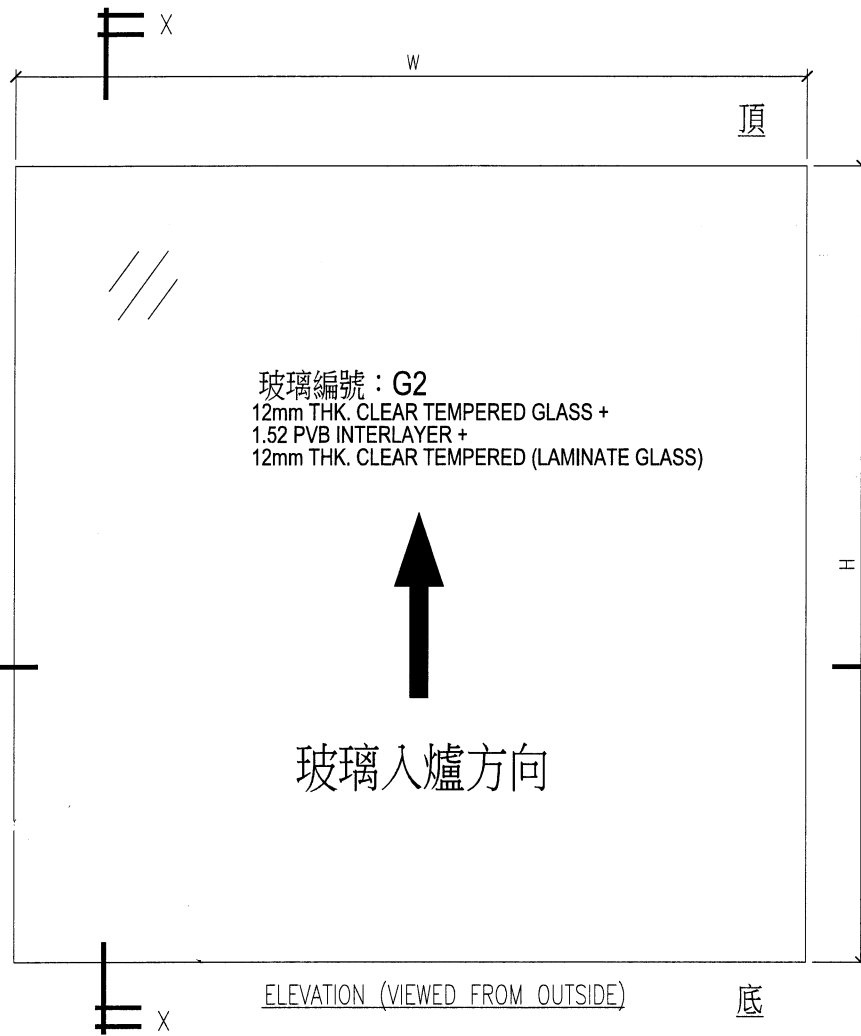 X
W
頂
玻璃編號：G2
12mm THK. CLEAR TEMPERED GLASS +
1.52 PVB INTERLAYER +
12mm THK. CLEAR TEMPERED (LAMINATE GLASS)
H
玻璃入爐方向
ELEVATION (VIEWED FROM OUTSIDE)
底
X